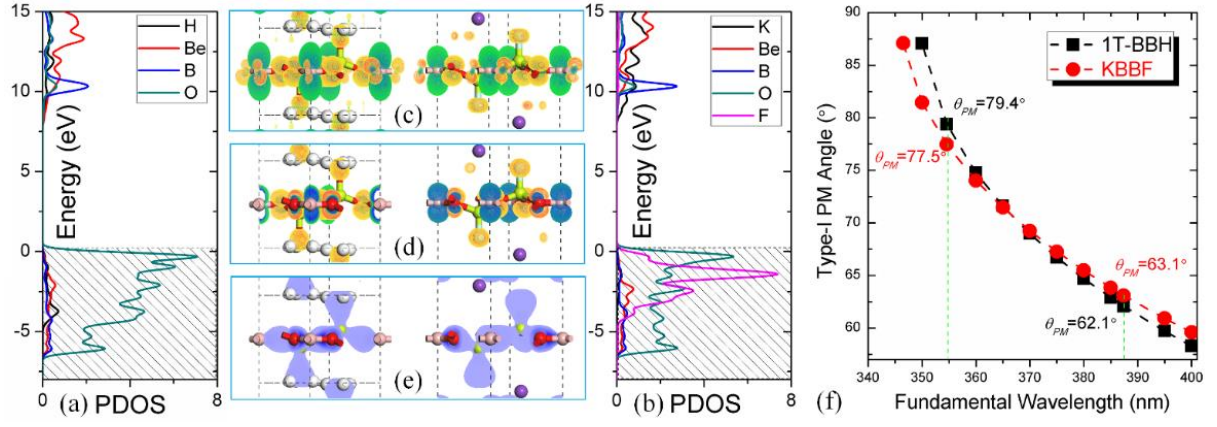 15
10
5
0
-5
Energy (eV)
H
Be
B
O
0
8
(a) PDOS
(c)
(d)
(e)
15
10
5
0
-5
Energy (eV)
K
Be
B
O
F
0
8
(b) PDOS
90
85
80
75
70
65
60
Type-I PM Angle (°)
1T-BBH
KBBF
θPM=79.4°
θPM=77.5°
θPM=63.1°
θPM=62.1°
340 350 360 370 380 390 400
(f) Fundamental Wavelength (nm)